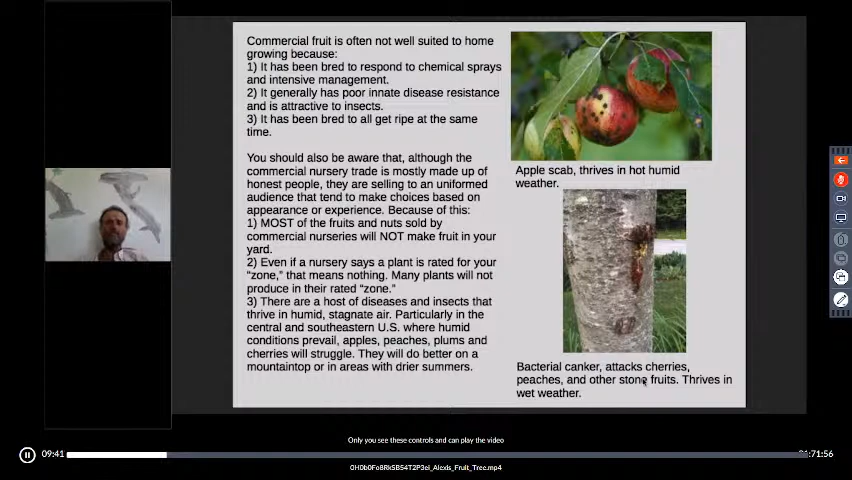 Commercial fruit is often not well suited to home
growing because:
1) It has been bred to respond to chemical sprays
and intensive management.
2) It generally has poor innate disease resistance
and is attractive to insects.
3) It has been bred to all get ripe at the same
time.
You should also be aware that, although the
commercial nursery trade is mostly made up of
honest people, they are selling to an uniformed
audience that tend to make choices based on
appearance or experience. Because of this:
1) MOST of the fruits and nuts sold by
commercial nurseries will NOT make fruit in your
yard.
2) Even if a nursery says a plant is rated for your
“zone,” that means nothing. Many plants will not
produce in their rated “zone.”
3) There are a host of diseases and insects that
thrive in humid, stagnate air. Particularly in the
central and southeastern U.S. where humid
conditions prevail, apples, peaches, plums and
cherries will struggle. They will do better on a
mountaintop or in areas with drier summers.
Apple scab, thrives in hot humid
weather.
Bacterial canker, attacks cherries,
peaches, and other stone fruits. Thrives in
wet weather.
Only you see these controls and can play the video
09:41